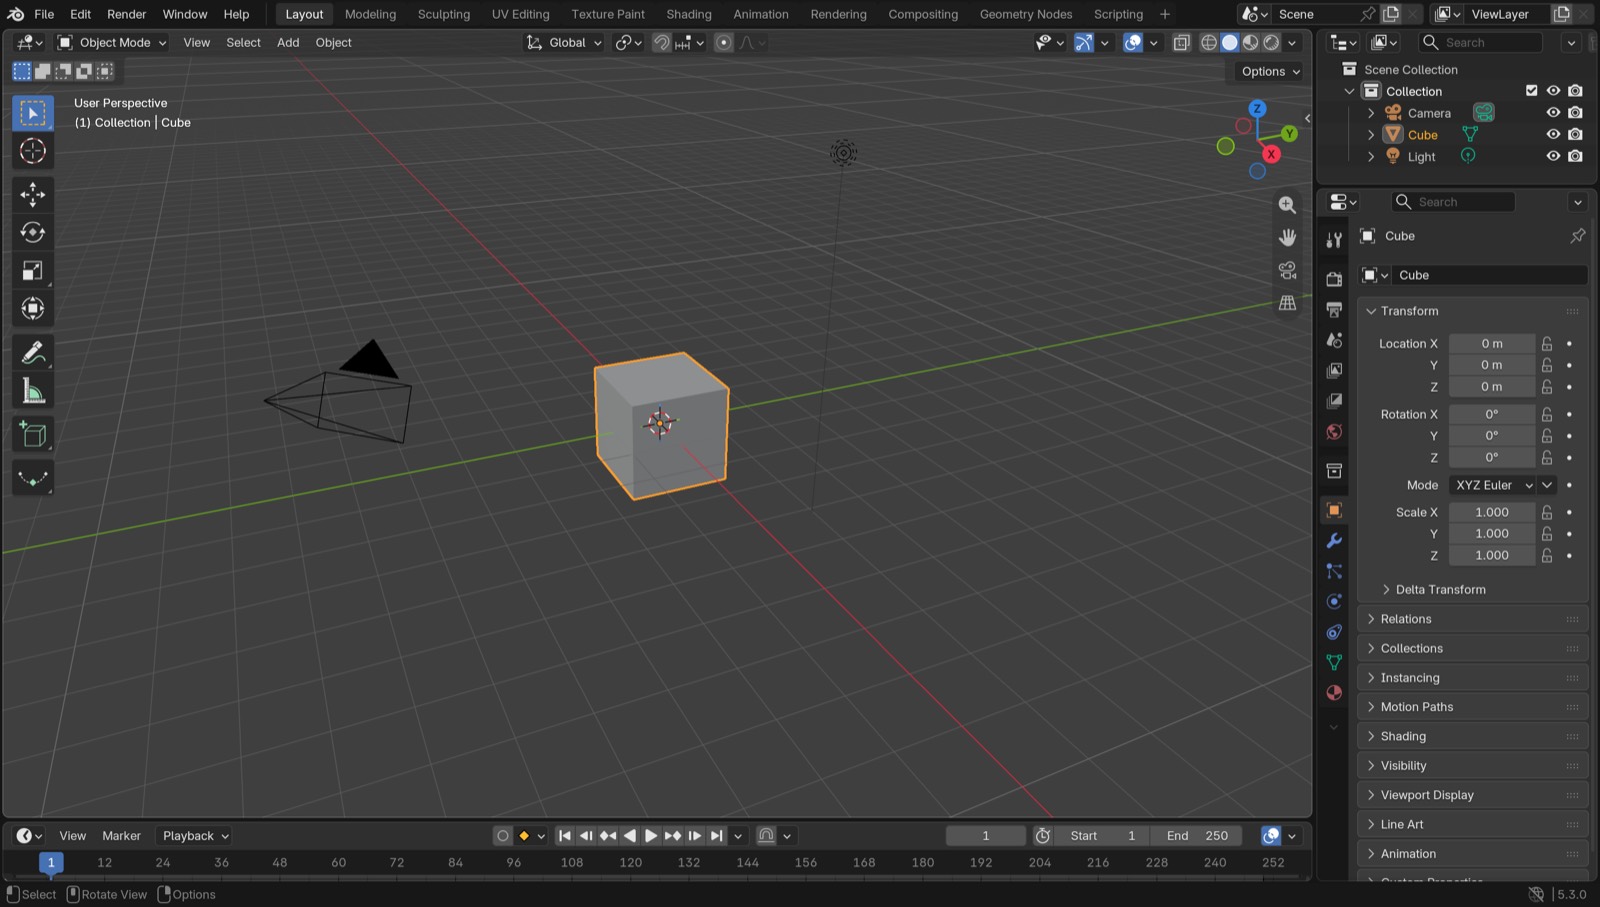 File Edit Render Window Help Layout Modeling Sculpting UV Editing Texture Paint Shading Animation Rendering Compositing Geometry Nodes Scripting + Scene ViewLayer
Object Mode View Select Add Object Global Search
Options
Scene Collection
Collection
Camera
Cube
Light
User Perspective
(1) Collection | Cube
Z
Y
X
Search
Cube
Cube
Transform
Location X 0 m
Y 0 m
Z 0 m
Rotation X 0°
Y 0°
Z 0°
Mode XYZ Euler
Scale X 1.000
Y 1.000
Z 1.000
Delta Transform
Relations
Collections
Instancing
Motion Paths
Shading
Visibility
Viewport Display
Line Art
Animation
Custom Properties
View Marker Playback 1 Start 1 End 250
1 12 24 36 48 60 72 84 96 108 120 132 144 156 168 180 192 204 216 228 240 252
Select Rotate View Options 5.3.0